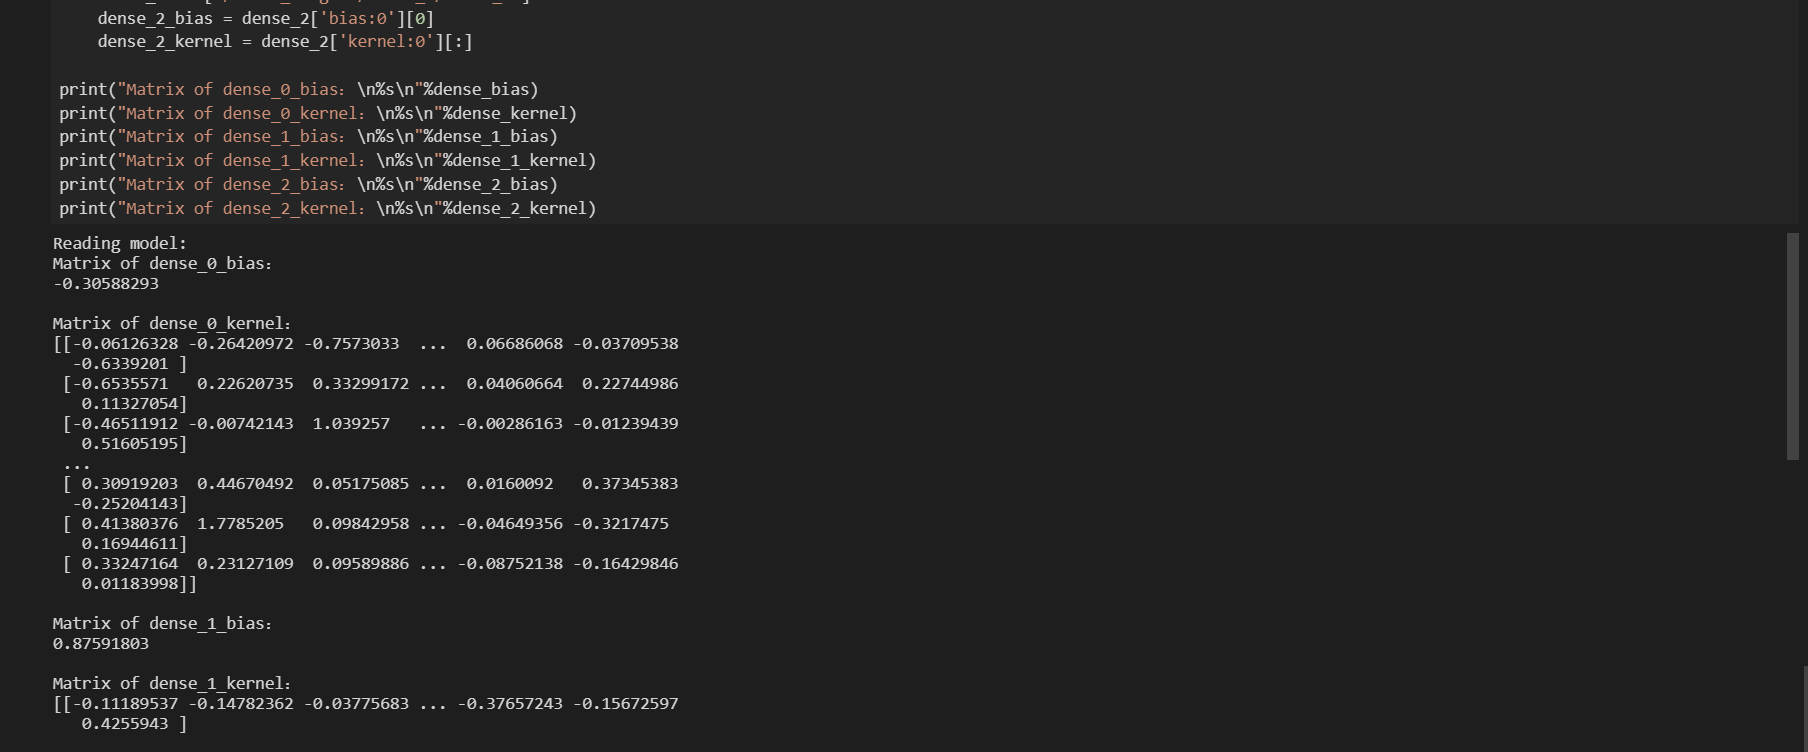 dense_2_bias = dense_2['bias:0'][0]
dense_2_kernel = dense_2['kernel:0'][:]
print("Matrix of dense_0_bias：\n%s\n"%dense_bias)
print("Matrix of dense_0_kernel：\n%s\n"%dense_kernel)
print("Matrix of dense_1_bias：\n%s\n"%dense_1_bias)
print("Matrix of dense_1_kernel：\n%s\n"%dense_1_kernel)
print("Matrix of dense_2_bias：\n%s\n"%dense_2_bias)
print("Matrix of dense_2_kernel：\n%s\n"%dense_2_kernel)
Reading model:
Matrix of dense_0_bias：
-0.30588293
Matrix of dense_0_kernel：
[[-0.06126328 -0.26420972 -0.7573033  ...  0.06686068 -0.03709538
-0.6339201 ]
[-0.6535571   0.22620735  0.33299172 ...  0.04060664  0.22744986
0.11327054]
[-0.46511912 -0.00742143  1.039257   ... -0.00286163 -0.01239439
0.51605195]
...
[ 0.30919203  0.44670492  0.05175085 ...  0.0160092   0.37345383
-0.25204143]
[ 0.41380376  1.7785205   0.09842958 ... -0.04649356 -0.3217475
0.16944611]
[ 0.33247164  0.23127109  0.09589886 ... -0.08752138 -0.16429846
0.01183998]]
Matrix of dense_1_bias：
0.87591803
Matrix of dense_1_kernel：
[[-0.11189537 -0.14782362 -0.03775683 ... -0.37657243 -0.15672597
0.4255943 ]